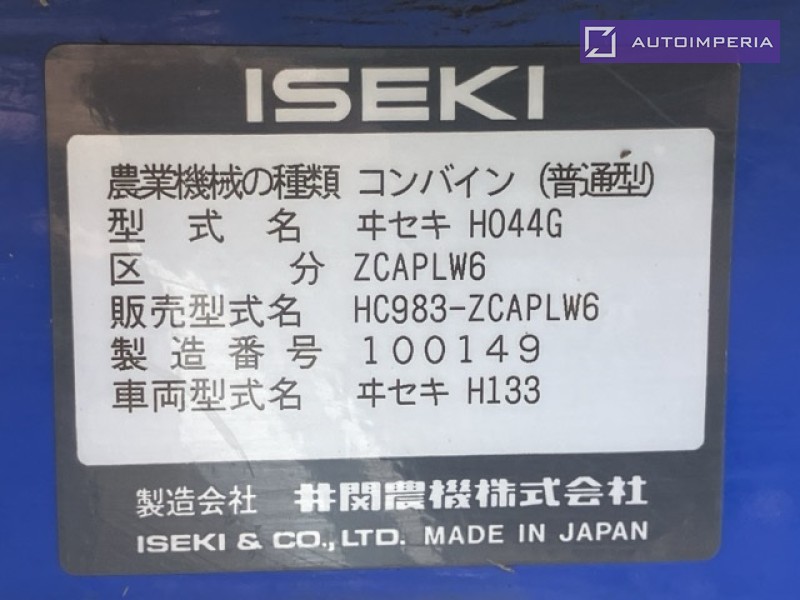 AUTOIMPERIA
ISEKI
農業機械の種類 コンバイン (普通型)
型式名 ヰセキ HO44G
区分 ZCAPLW6
販売型式名 HC983-ZCAPLW6
製造番号 100149
車両型式名 ヰセキ H133
製造会社 井関農機株式会社
ISEKI & CO., LTD. MADE IN JAPAN